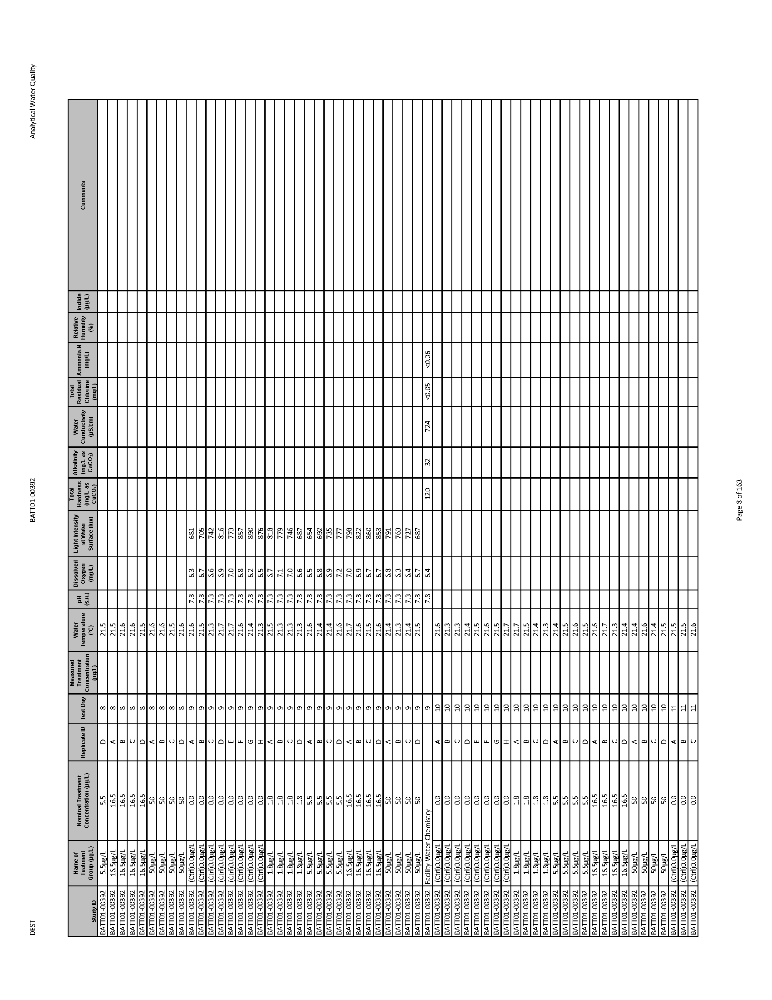 DEST BATT01-00392 Analytical Water Quality
Study ID | Name of Treatment Group (µg/L) | Nominal Treatment Concentration (µg/L) | Replicate ID | Test Day | Measured Treatment Concentration (µg/L) | Water Temperature (°C) | pH (s.u.) | Dissolved Oxygen (mg/L) | Light Intensity at Water Surface (lux) | Total Hardness (mg/L as CaCO₃) | Alkalinity (mg/L as CaCO₃) | Water Conductivity (µS/cm) | Total Residual Chlorine (mg/L) | Ammonia-N (mg/L) | Relative Humidity (%) | Iodide (µg/L) | Comments
BATT01-00392 5.5µg/L 5.5 D 8 21.5
BATT01-00392 16.5µg/L 16.5 A 8 21.5
BATT01-00392 16.5µg/L 16.5 B 8 21.6
BATT01-00392 16.5µg/L 16.5 C 8 21.6
BATT01-00392 16.5µg/L 16.5 D 8 21.5
BATT01-00392 50µg/L 50 A 8 21.6
BATT01-00392 50µg/L 50 B 8 21.6
BATT01-00392 50µg/L 50 C 8 21.5
BATT01-00392 50µg/L 50 D 8 21.6
BATT01-00392 (Ctrl)0.0µg/L 0.0 A 9 21.6 7.3 6.3 681
BATT01-00392 (Ctrl)0.0µg/L 0.0 B 9 21.5 7.3 6.7 705
BATT01-00392 (Ctrl)0.0µg/L 0.0 C 9 21.3 7.3 6.6 742
BATT01-00392 (Ctrl)0.0µg/L 0.0 D 9 21.7 7.3 6.9 816
BATT01-00392 (Ctrl)0.0µg/L 0.0 E 9 21.7 7.3 7.0 773
BATT01-00392 (Ctrl)0.0µg/L 0.0 F 9 21.6 7.3 6.8 857
BATT01-00392 (Ctrl)0.0µg/L 0.0 G 9 21.4 7.3 6.2 890
BATT01-00392 (Ctrl)0.0µg/L 0.0 H 9 21.3 7.3 6.5 876
BATT01-00392 1.8µg/L 1.8 A 9 21.5 7.3 6.7 818
BATT01-00392 1.8µg/L 1.8 B 9 21.3 7.3 7.1 779
BATT01-00392 1.8µg/L 1.8 C 9 21.3 7.3 7.0 746
BATT01-00392 1.8µg/L 1.8 D 9 21.3 7.3 6.6 687
BATT01-00392 5.5µg/L 5.5 A 9 21.6 7.3 6.5 654
BATT01-00392 5.5µg/L 5.5 B 9 21.4 7.3 6.8 692
BATT01-00392 5.5µg/L 5.5 C 9 21.4 7.3 6.9 735
BATT01-00392 5.5µg/L 5.5 D 9 21.6 7.3 7.2 777
BATT01-00392 16.5µg/L 16.5 A 9 21.7 7.3 7.0 798
BATT01-00392 16.5µg/L 16.5 B 9 21.6 7.3 6.9 822
BATT01-00392 16.5µg/L 16.5 C 9 21.5 7.3 6.7 860
BATT01-00392 16.5µg/L 16.5 D 9 21.6 7.3 6.7 853
BATT01-00392 50µg/L 50 A 9 21.4 7.3 6.8 791
BATT01-00392 50µg/L 50 B 9 21.3 7.3 6.3 763
BATT01-00392 50µg/L 50 C 9 21.4 7.3 6.4 727
BATT01-00392 50µg/L 50 D 9 21.5 7.3 6.7 687
BATT01-00392 Facility Water Chemistry 9 7.8 6.4 120 32 724 <0.05 <0.06
BATT01-00392 (Ctrl)0.0µg/L 0.0 A 10 21.6
BATT01-00392 (Ctrl)0.0µg/L 0.0 B 10 21.3
BATT01-00392 (Ctrl)0.0µg/L 0.0 C 10 21.3
BATT01-00392 (Ctrl)0.0µg/L 0.0 D 10 21.4
BATT01-00392 (Ctrl)0.0µg/L 0.0 E 10 21.5
BATT01-00392 (Ctrl)0.0µg/L 0.0 F 10 21.6
BATT01-00392 (Ctrl)0.0µg/L 0.0 G 10 21.5
BATT01-00392 (Ctrl)0.0µg/L 0.0 H 10 21.7
BATT01-00392 1.8µg/L 1.8 A 10 21.7
BATT01-00392 1.8µg/L 1.8 B 10 21.5
BATT01-00392 1.8µg/L 1.8 C 10 21.4
BATT01-00392 1.8µg/L 1.8 D 10 21.3
BATT01-00392 5.5µg/L 5.5 A 10 21.4
BATT01-00392 5.5µg/L 5.5 B 10 21.5
BATT01-00392 5.5µg/L 5.5 C 10 21.6
BATT01-00392 5.5µg/L 5.5 D 10 21.5
BATT01-00392 16.5µg/L 16.5 A 10 21.6
BATT01-00392 16.5µg/L 16.5 B 10 21.7
BATT01-00392 16.5µg/L 16.5 C 10 21.3
BATT01-00392 16.5µg/L 16.5 D 10 21.4
BATT01-00392 50µg/L 50 A 10 21.4
BATT01-00392 50µg/L 50 B 10 21.6
BATT01-00392 50µg/L 50 C 10 21.4
BATT01-00392 50µg/L 50 D 10 21.5
BATT01-00392 (Ctrl)0.0µg/L 0.0 A 11 21.5
BATT01-00392 (Ctrl)0.0µg/L 0.0 B 11 21.5
BATT01-00392 (Ctrl)0.0µg/L 0.0 C 11 21.6
Page 8 of 163